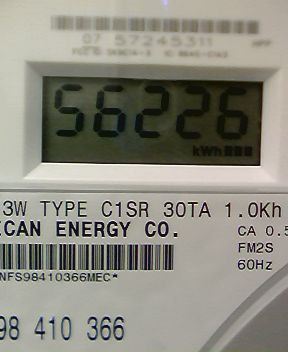 07 57245311
56226
kWh
3W TYPE C1SR 30TA 1.0Kh
ICAN ENERGY CO.
CA 0.5
FM2S
60Hz
NFS98410366MEC*
98 410 366